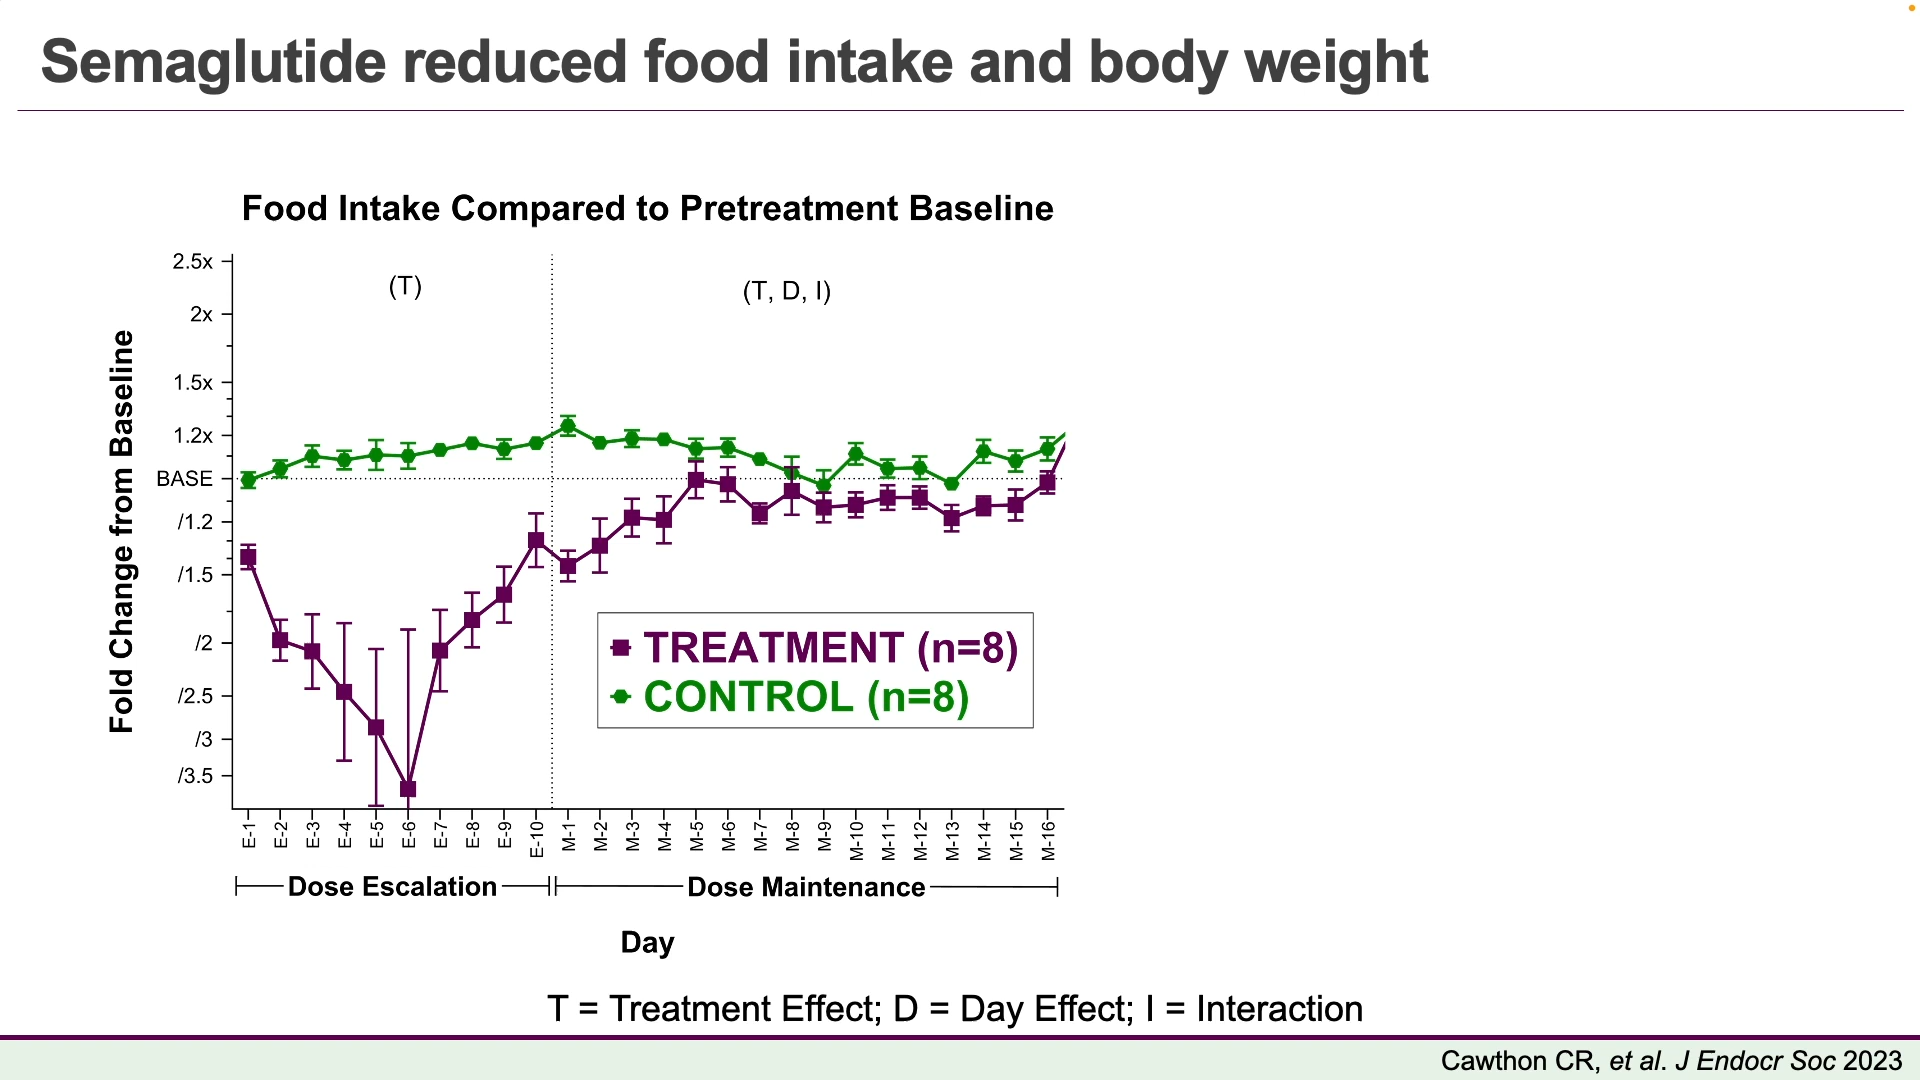 Semaglutide reduced food intake and body weight
Food Intake Compared to Pretreatment Baseline
(T)
(T, D, I)
Fold Change from Baseline
2.5x
2x
1.5x
1.2x
BASE
/1.2
/1.5
/2
/2.5
/3
/3.5
TREATMENT (n=8)
CONTROL (n=8)
E-1 E-2 E-3 E-4 E-5 E-6 E-7 E-8 E-9 E-10 M-1 M-2 M-3 M-4 M-5 M-6 M-7 M-8 M-9 M-10 M-11 M-12 M-13 M-14 M-15 M-16
Dose Escalation Dose Maintenance
Day
T = Treatment Effect; D = Day Effect; I = Interaction
Cawthon CR, et al. J Endocr Soc 2023